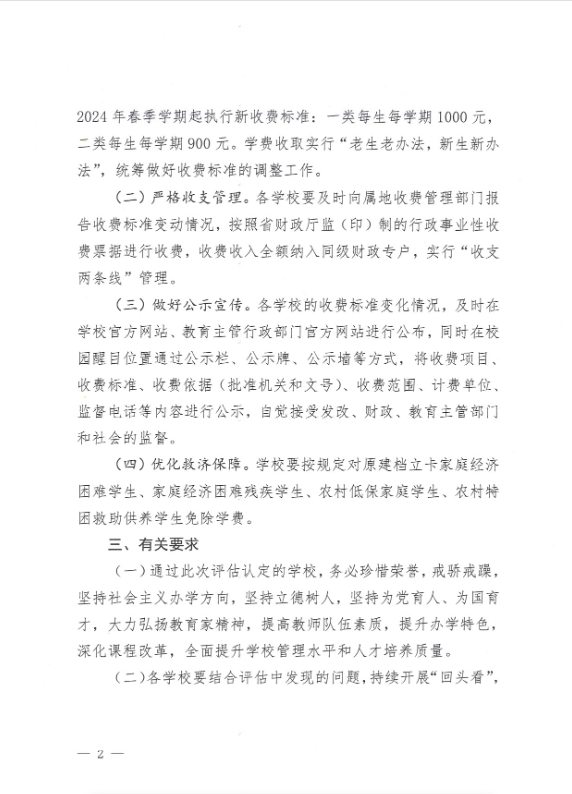 2024 年春季学期起执行新收费标准：一类每生每学期 1000 元，
二类每生每学期 900 元。学费收取实行“老生老办法，新生新办
法”，统筹做好收费标准的调整工作。
（二）严格收支管理。各学校要及时向属地收费管理部门报
告收费标准变动情况，按照省财政厅监（印）制的行政事业性收
费票据进行收费，收费收入全额纳入同级财政专户，实行“收支
两条线”管理。
（三）做好公示宣传。各学校的收费标准变化情况，及时在
学校官方网站、教育主管行政部门官方网站进行公布，同时在校
园醒目位置通过公示栏、公示牌、公示墙等方式，将收费项目、
收费标准、收费依据（批准机关和文号）、收费范围、计费单位、
监督电话等内容进行公示，自觉接受发改、财政、教育主管部门
和社会的监督。
（四）优化救济保障。学校要按规定对原建档立卡家庭经济
困难学生、家庭经济困难残疾学生、农村低保家庭学生、农村特
困救助供养学生免除学费。
三、有关要求
（一）通过此次评估认定的学校，务必珍惜荣誉，戒骄戒躁，
坚持社会主义办学方向，坚持立德树人，坚持为党育人、为国育
才，大力弘扬教育家精神，提高教师队伍素质，提升办学特色，
深化课程改革，全面提升学校管理水平和人才培养质量。
（二）各学校要结合评估中发现的问题，持续开展“回头看”，
— 2 —